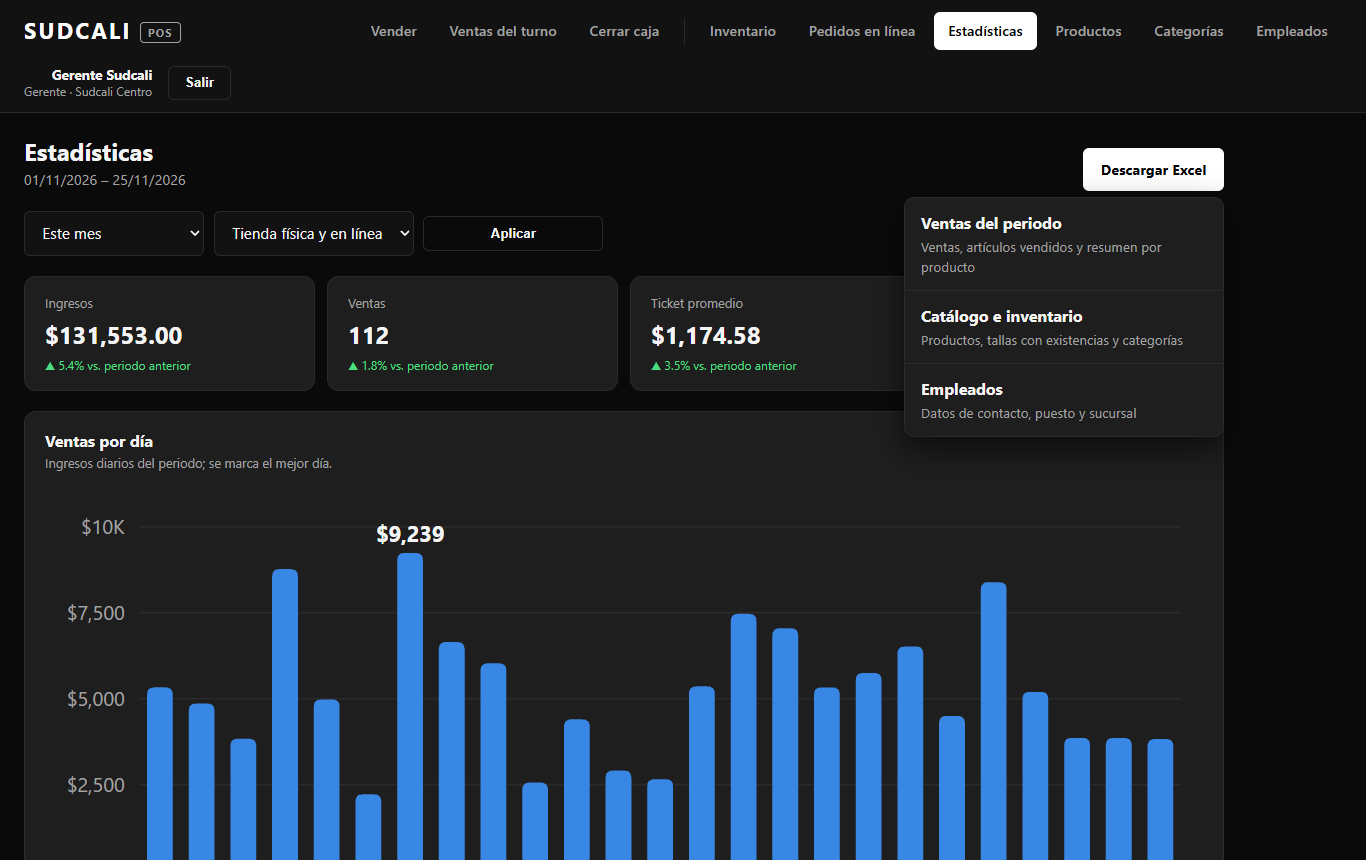 SUDCALI POS
Vender
Ventas del turno
Cerrar caja
Inventario
Pedidos en línea
Estadísticas
Productos
Categorías
Empleados
Gerente Sudcali
Gerente · Sudcali Centro
Salir
Estadísticas
01/11/2026 – 25/11/2026
Descargar Excel
Ventas del periodo
Ventas, artículos vendidos y resumen por
producto
Catálogo e inventario
Productos, tallas con existencias y categorías
Empleados
Datos de contacto, puesto y sucursal
Este mes
Tienda física y en línea
Aplicar
Ingresos
$131,553.00
▲ 5.4% vs. periodo anterior
Ventas
112
▲ 1.8% vs. periodo anterior
Ticket promedio
$1,174.58
▲ 3.5% vs. periodo anterior
Ventas por día
Ingresos diarios del periodo; se marca el mejor día.
$10K
$9,239
$7,500
$5,000
$2,500